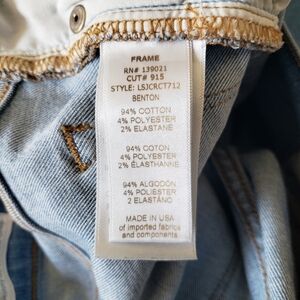 FRAME
RN# 139021
CUT# 915
STYLE: LSJCRCT712
BENTON
94% COTTON
4% POLYESTER
2% ELASTANE
94% COTON
4% POLYESTER
2% ÉLASTHANNE
94% ALGODÓN
4% POLIESTER
2 ELASTANO
MADE IN USA
of imported fabrics
and components